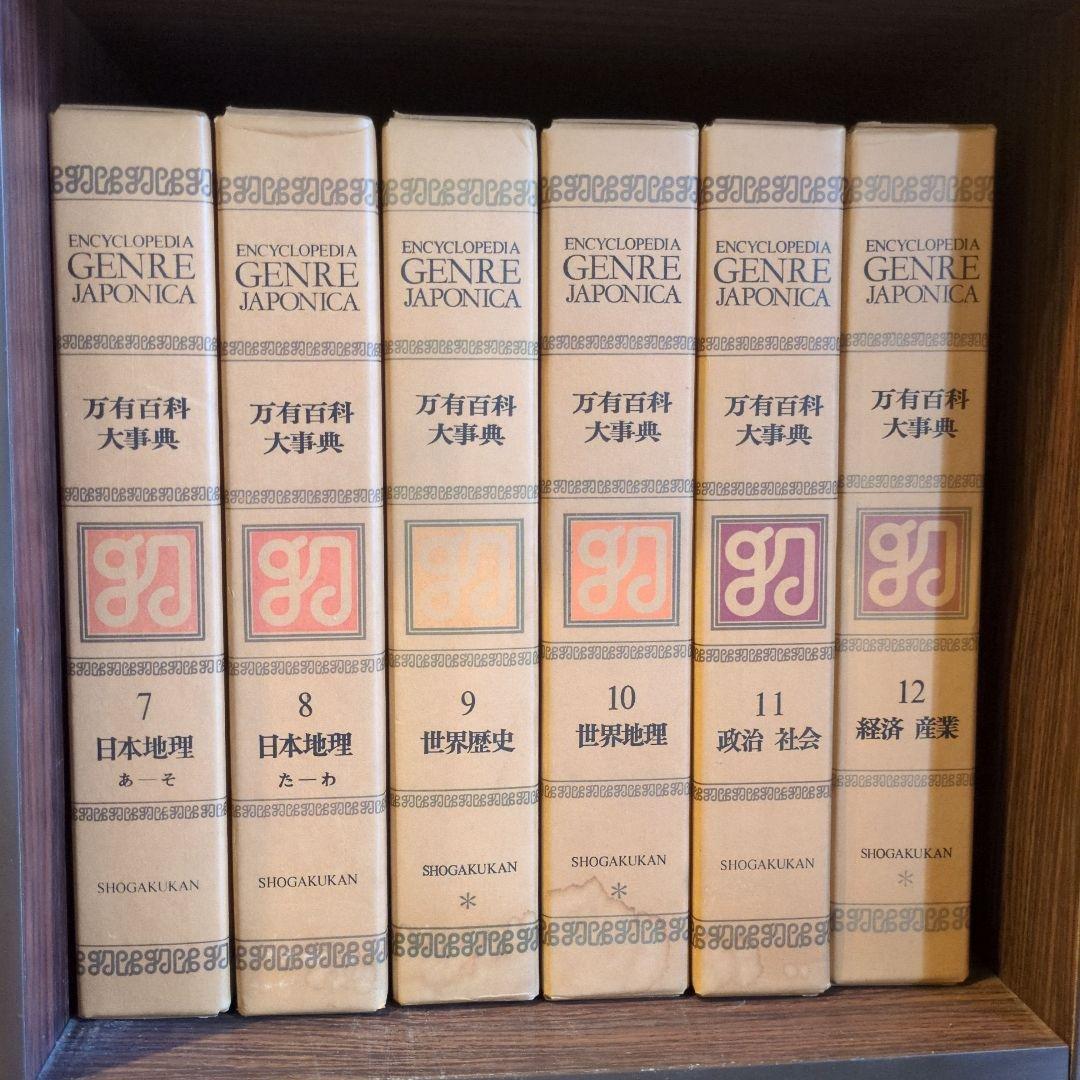 ENCYCLOPEDIA
GENRE
JAPONICA
万有百科
大事典
7
日本地理
あ—そ
SHOGAKUKAN
ENCYCLOPEDIA
GENRE
JAPONICA
万有百科
大事典
8
日本地理
た—わ
SHOGAKUKAN
ENCYCLOPEDIA
GENRE
JAPONICA
万有百科
大事典
9
世界歴史
SHOGAKUKAN
*
ENCYCLOPEDIA
GENRE
JAPONICA
万有百科
大事典
10
世界地理
SHOGAKUKAN
*
ENCYCLOPEDIA
GENRE
JAPONICA
万有百科
大事典
11
政治 社会
SHOGAKUKAN
ENCYCLOPEDIA
GENRE
JAPONICA
万有百科
大事典
12
経済 産業
SHOGAKUKAN
*